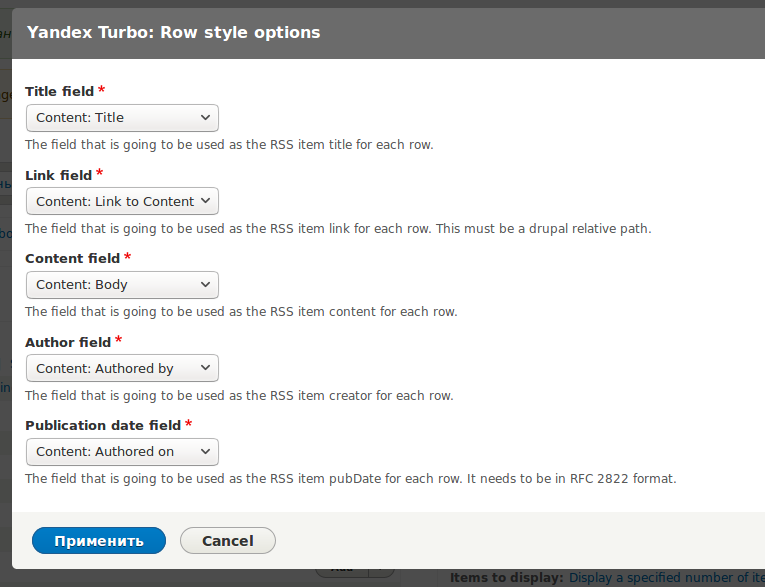 Yandex Turbo: Row style options
Title field *
Content: Title
The field that is going to be used as the RSS item title for each row.
Link field *
Content: Link to Content
The field that is going to be used as the RSS item link for each row. This must be a drupal relative path.
Content field *
Content: Body
The field that is going to be used as the RSS item content for each row.
Author field *
Content: Authored by
The field that is going to be used as the RSS item creator for each row.
Publication date field *
Content: Authored on
The field that is going to be used as the RSS item pubDate for each row. It needs to be in RFC 2822 format.
Применить Cancel
Items to display: Display a specified number of ite